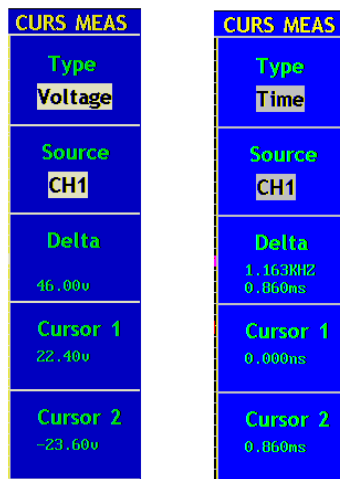 CURS MEAS
Type
Voltage
Source
CH1
Delta
46.00v
Cursor 1
22.40v
Cursor 2
-23.60v
CURS MEAS
Type
Time
Source
CH1
Delta
1.163KHZ
0.860ms
Cursor 1
0.000ns
Cursor 2
0.860ms